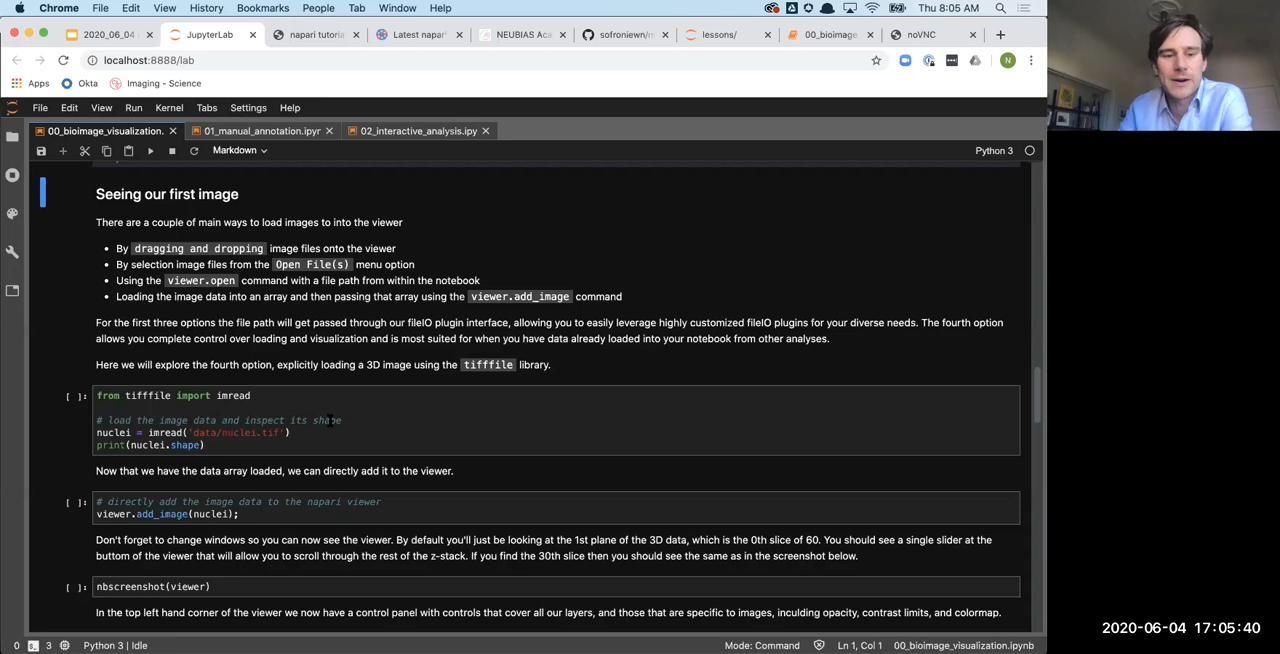 Chrome File Edit View History Bookmarks People Tab Window Help Thu 8:05 AM
2020_06_04 JupyterLab napari tutoria Latest napari NEUBIAS Aca sofroniewn/n lessons/ 00_bioimage noVNC
localhost:8888/lab N
Apps Okta Imaging - Science
File Edit View Run Kernel Tabs Settings Help
00_bioimage_visualization. 01_manual_annotation.ipyr 02_interactive_analysis.ipy
Markdown Python 3
Seeing our first image
There are a couple of main ways to load images to into the viewer
• By dragging and dropping image files onto the viewer
• By selection image files from the Open File(s) menu option
• Using the viewer.open command with a file path from within the notebook
• Loading the image data into an array and then passing that array using the viewer.add_image command
For the first three options the file path will get passed through our fileIO plugin interface, allowing you to easily leverage highly customized fileIO plugins for your diverse needs. The fourth option
allows you complete control over loading and visualization and is most suited for when you have data already loaded into your notebook from other analyses.
Here we will explore the fourth option, explicitly loading a 3D image using the tifffile library.
[ ]: from tifffile import imread
# load the image data and inspect its shape
nuclei = imread('data/nuclei.tif')
print(nuclei.shape)
Now that we have the data array loaded, we can directly add it to the viewer.
[ ]: # directly add the image data to the napari viewer
viewer.add_image(nuclei);
Don't forget to change windows so you can now see the viewer. By default you'll just be looking at the 1st plane of the 3D data, which is the 0th slice of 60. You should see a single slider at the
bottom of the viewer that will allow you to scroll through the rest of the z-stack. If you find the 30th slice then you should see the same as in the screenshot below.
[ ]: nbscreenshot(viewer)
In the top left hand corner of the viewer we now have a control panel with controls that cover all our layers, and those that are specific to images, inculding opacity, contrast limits, and colormap.
0 3 Python 3 | Idle Mode: Command Ln 1, Col 1 00_bioimage_visualization.ipynb
2020-06-04 17:05:40